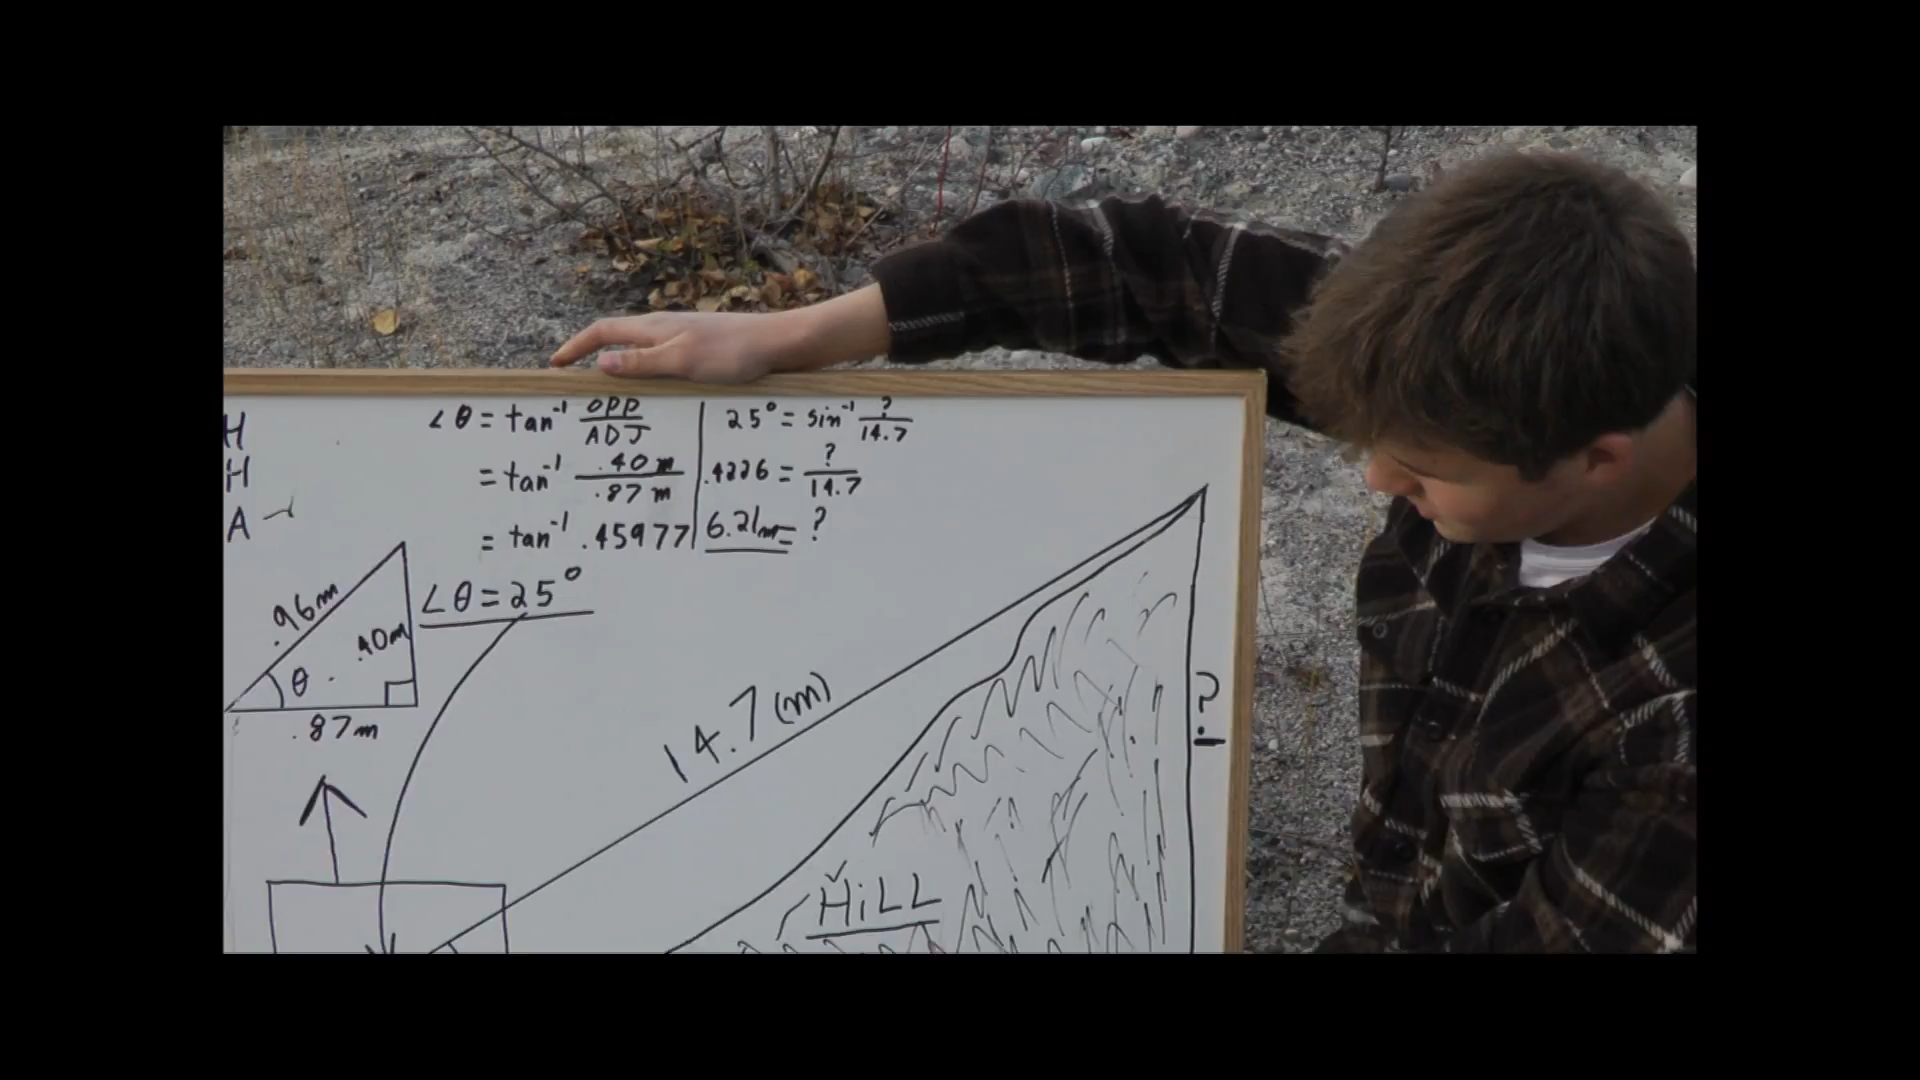 H
H
A
∠θ = tan⁻¹ OPP/ADJ
= tan⁻¹ .40m/.87m
= tan⁻¹ .45977
∠θ = 25°
25° = sin⁻¹ ?/14.7
.4226 = ?/14.7
6.21m = ?
.96m
.40m
θ
.87m
14.7 (m)
?
HiLL